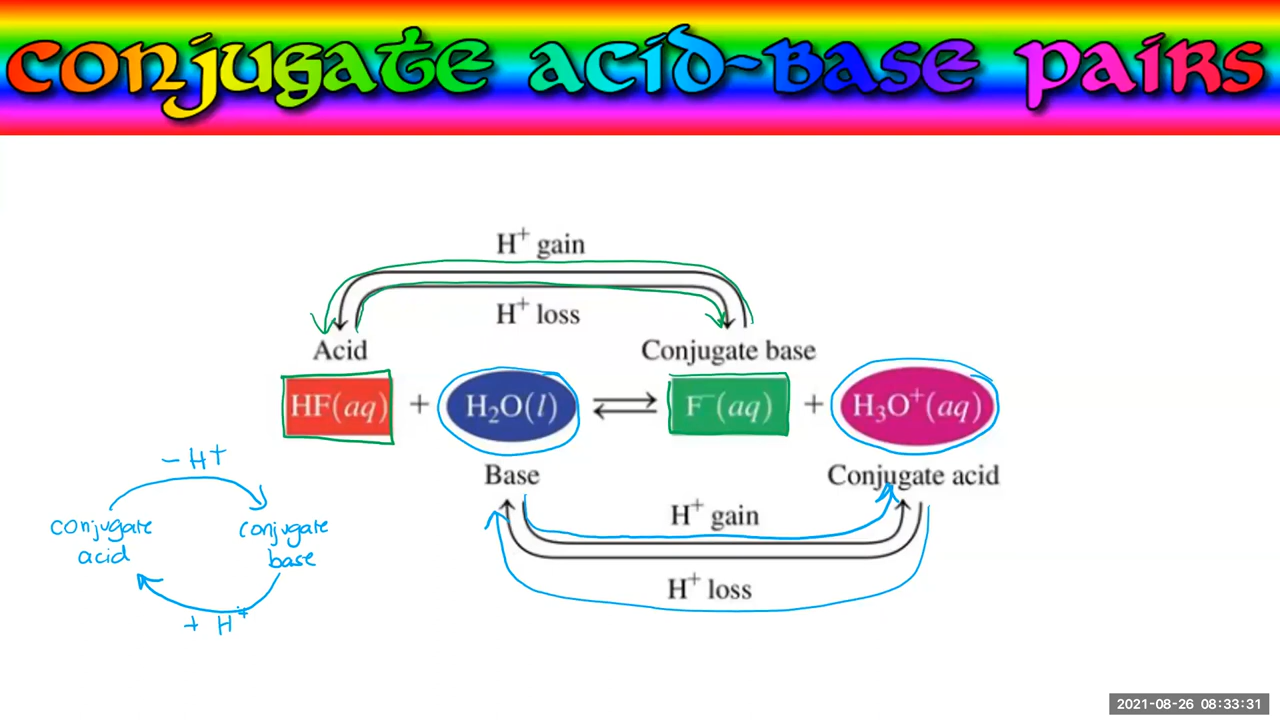 conjugate acid-base pairs
H⁺ gain
H⁺ loss
Acid
Conjugate base
HF(aq) + H₂O(l) ⇌ F⁻(aq) + H₃O⁺(aq)
Base
Conjugate acid
H⁺ gain
H⁺ loss
- H+
conjugate
acid
conjugate
base
+ H⁺
2021-08-26 08:33:31